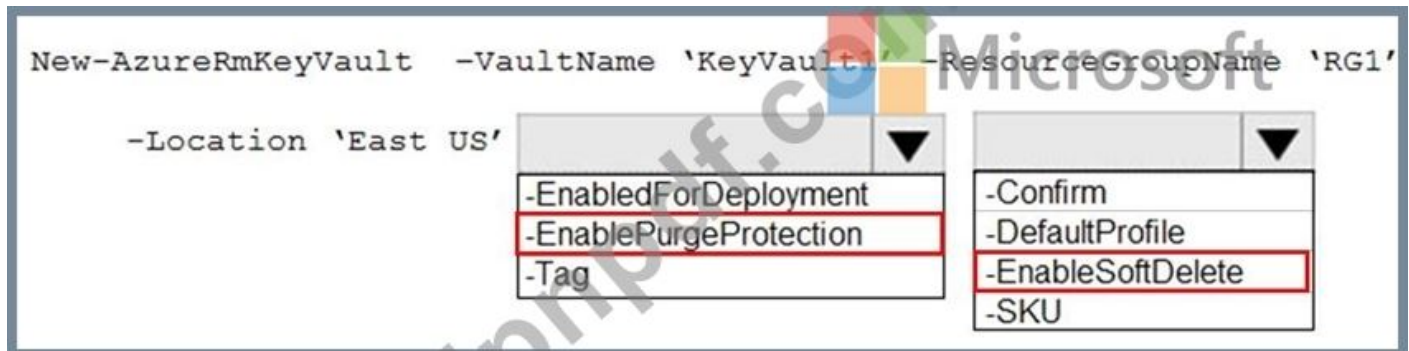 New-AzureRmKeyVault -VaultName ‘KeyVault1’ -ResourceGroupName ‘RG1’
Microsoft
-Location ‘East US’
-EnabledForDeployment
-EnablePurgeProtection
-Tag
-Confirm
-DefaultProfile
-EnableSoftDelete
-SKU